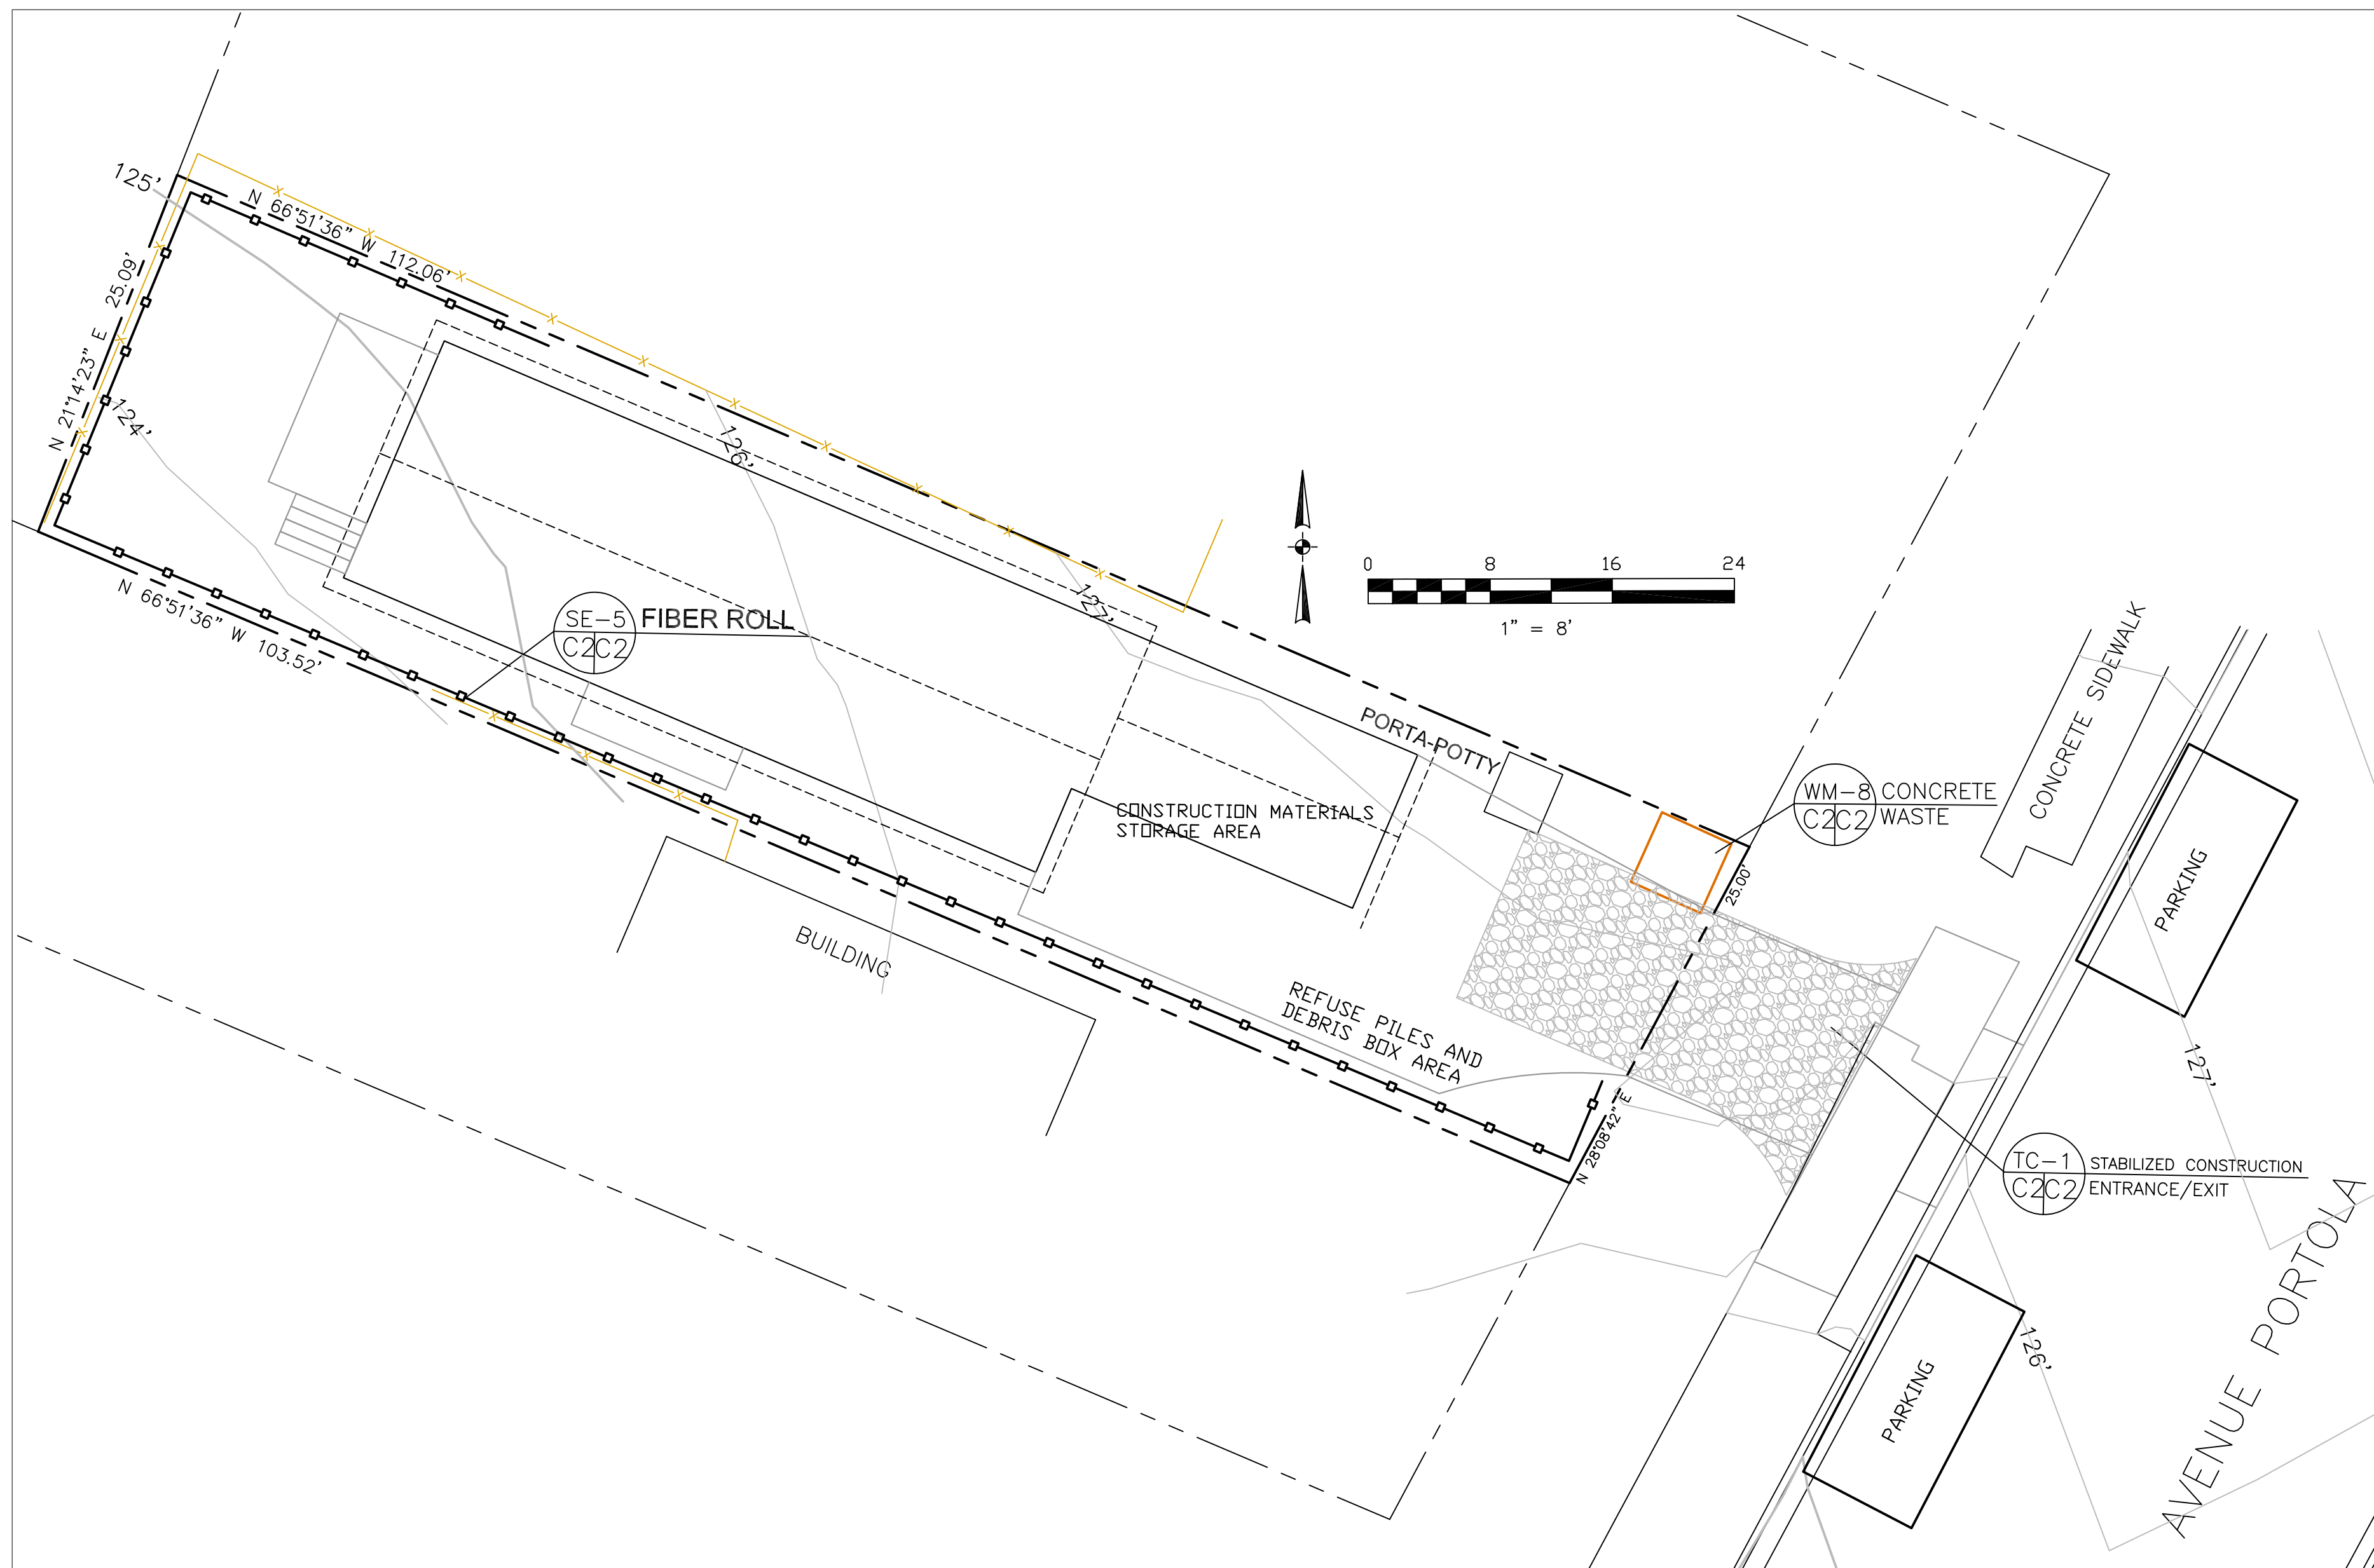 125'
N 66°51'36" W 112.06'
N 21°14'23" E 25.09'
124'
126'
127'
0 8 16 24
1" = 8'
SE-5 FIBER ROLL
C2 C2
N 66°51'36" W 103.52'
PORTA-POTTY
CONSTRUCTION MATERIALS
STORAGE AREA
WM-8 CONCRETE
C2 C2 WASTE
CONCRETE SIDEWALK
PARKING
25.00'
BUILDING
REFUSE PILES AND
DEBRIS BOX AREA
N 28°08'42" E
127'
TC-1 STABILIZED CONSTRUCTION
C2 C2 ENTRANCE/EXIT
126'
PARKING
AVENUE PORTOLA